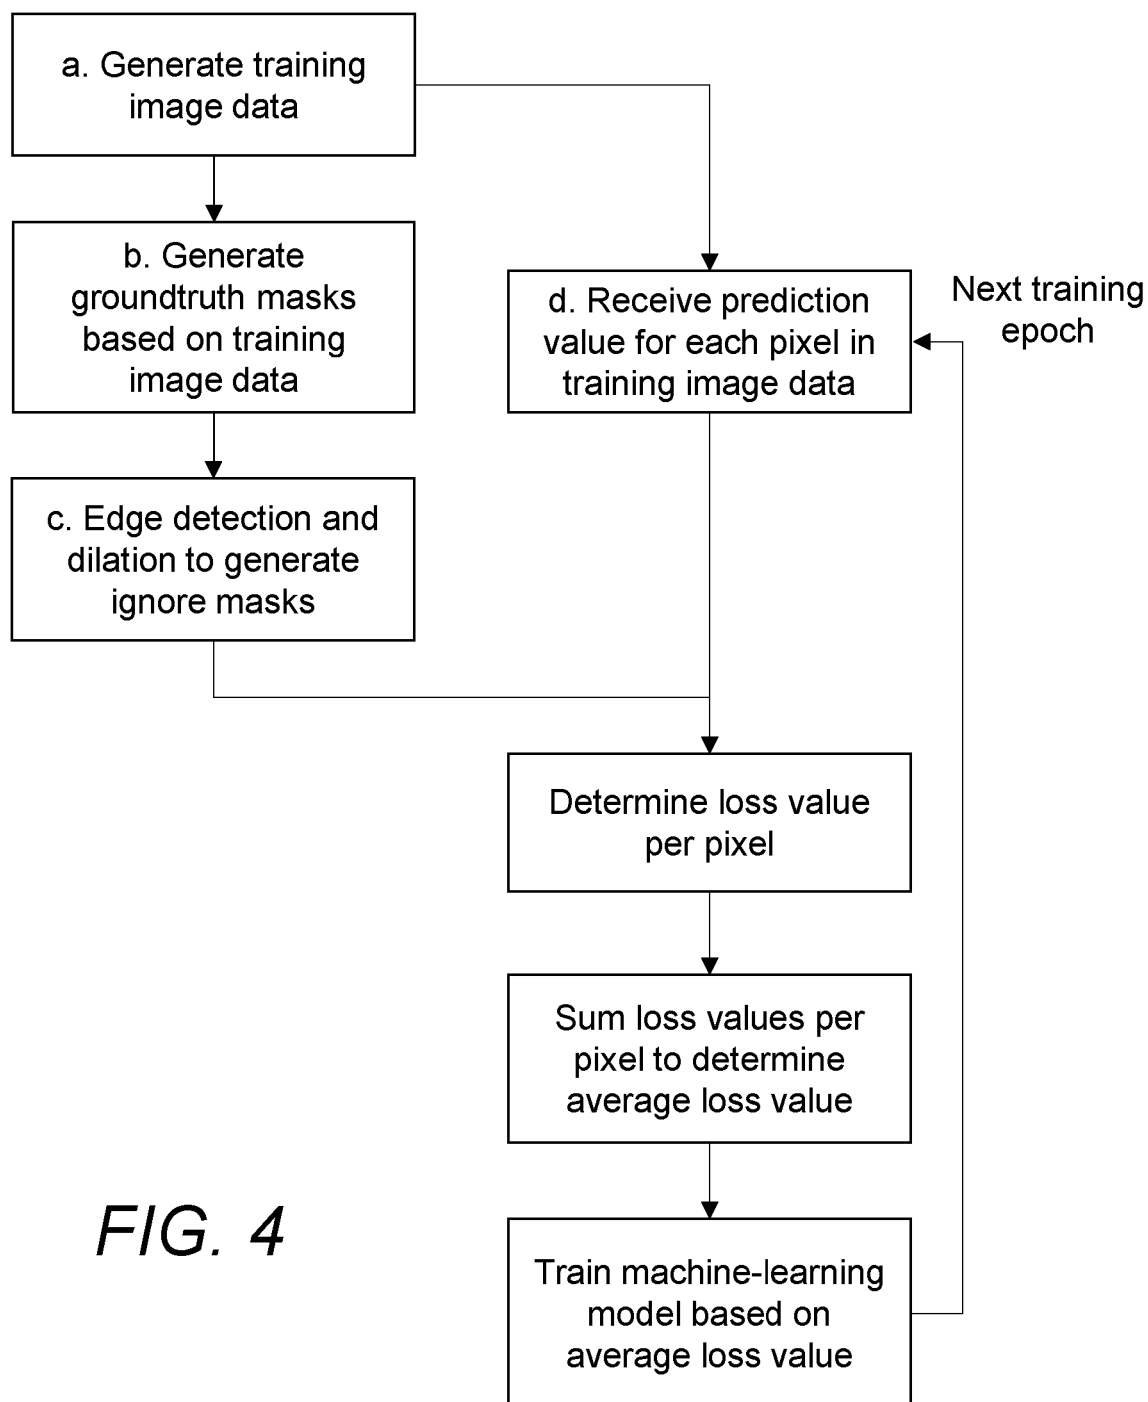 a. Generate training
image data
b. Generate
groundtruth masks
based on training
image data
c. Edge detection and
dilation to generate
ignore masks
d. Receive prediction
value for each pixel in
training image data
Next training
epoch
Determine loss value
per pixel
Sum loss values per
pixel to determine
average loss value
Train machine-learning
model based on
average loss value
FIG. 4